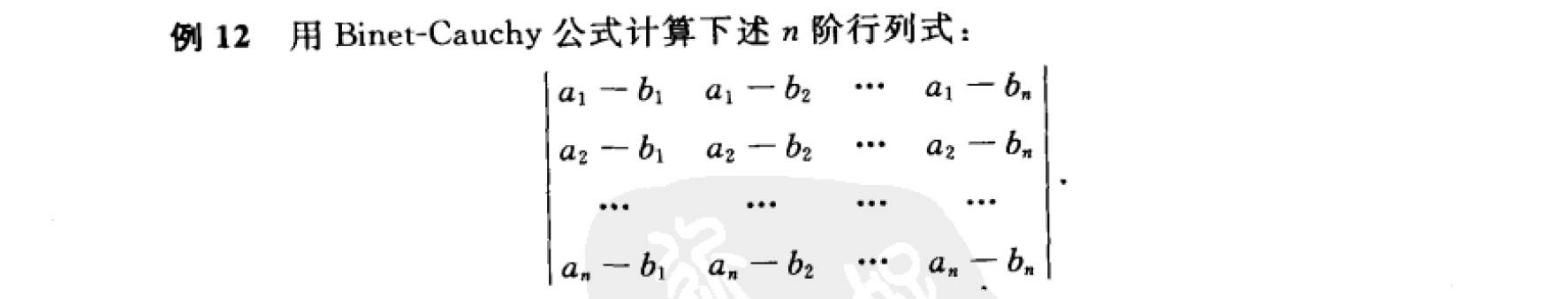 例 12 用 Binet-Cauchy 公式计算下述 n 阶行列式：
| a₁ − b₁ a₁ − b₂ ⋯ a₁ − bₙ |
| a₂ − b₁ a₂ − b₂ ⋯ a₂ − bₙ |
| ⋯ ⋯ ⋯ ⋯ | .
| aₙ − b₁ aₙ − b₂ ⋯ aₙ − bₙ |